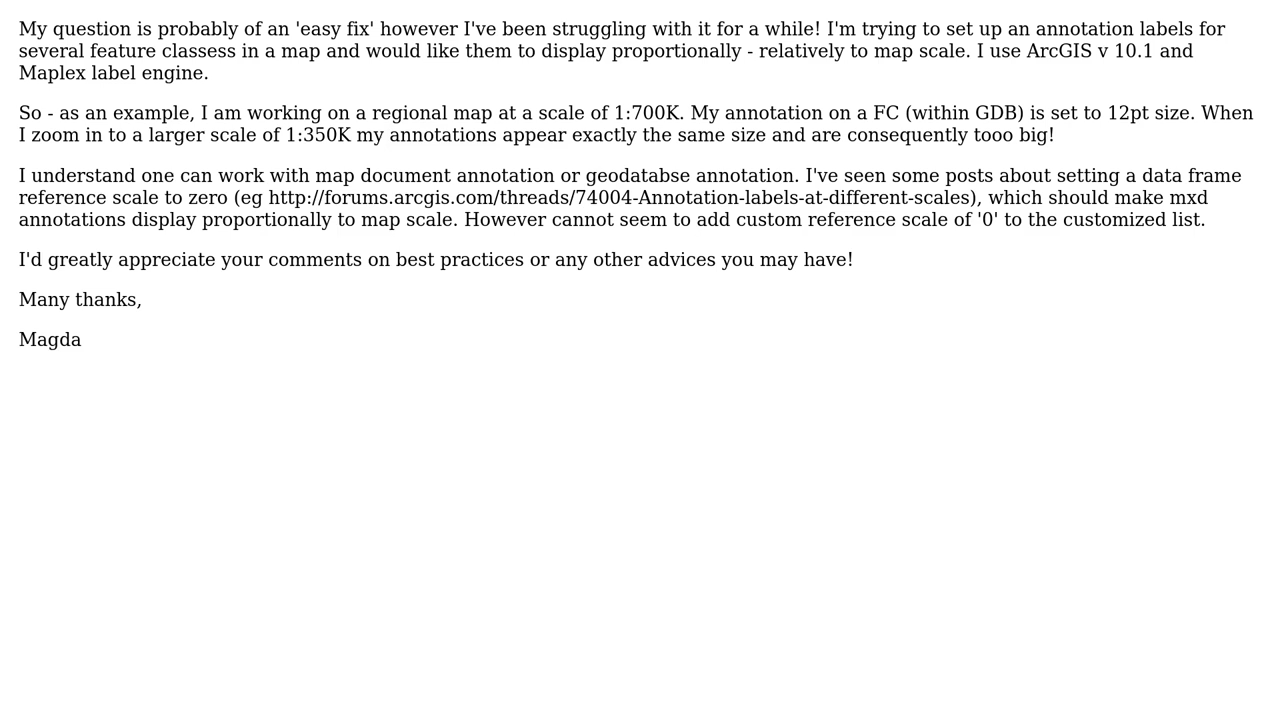 My question is probably of an 'easy fix' however I've been struggling with it for a while! I'm trying to set up an annotation labels for
several feature classess in a map and would like them to display proportionally - relatively to map scale. I use ArcGIS v 10.1 and
Maplex label engine.
So - as an example, I am working on a regional map at a scale of 1:700K. My annotation on a FC (within GDB) is set to 12pt size. When
I zoom in to a larger scale of 1:350K my annotations appear exactly the same size and are consequently tooo big!
I understand one can work with map document annotation or geodatabse annotation. I've seen some posts about setting a data frame
reference scale to zero (eg http://forums.arcgis.com/threads/74004-Annotation-labels-at-different-scales), which should make mxd
annotations display proportionally to map scale. However cannot seem to add custom reference scale of '0' to the customized list.
I'd greatly appreciate your comments on best practices or any other advices you may have!
Many thanks,
Magda